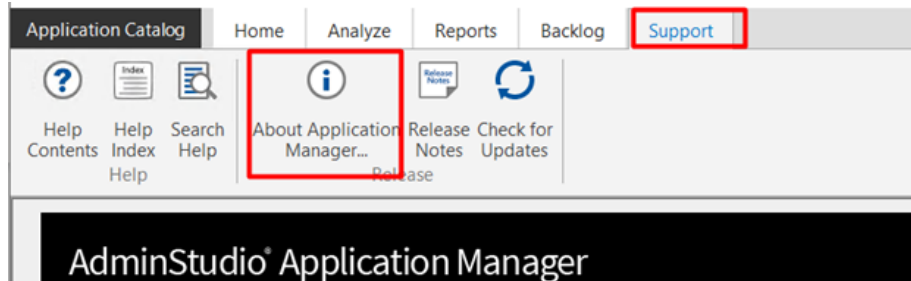 Application Catalog Home Analyze Reports Backlog Support
Index
Release
Notes
Help Help Search About Application Release Check for
Contents Index Help Manager... Notes Updates
Help Release
AdminStudio® Application Manager